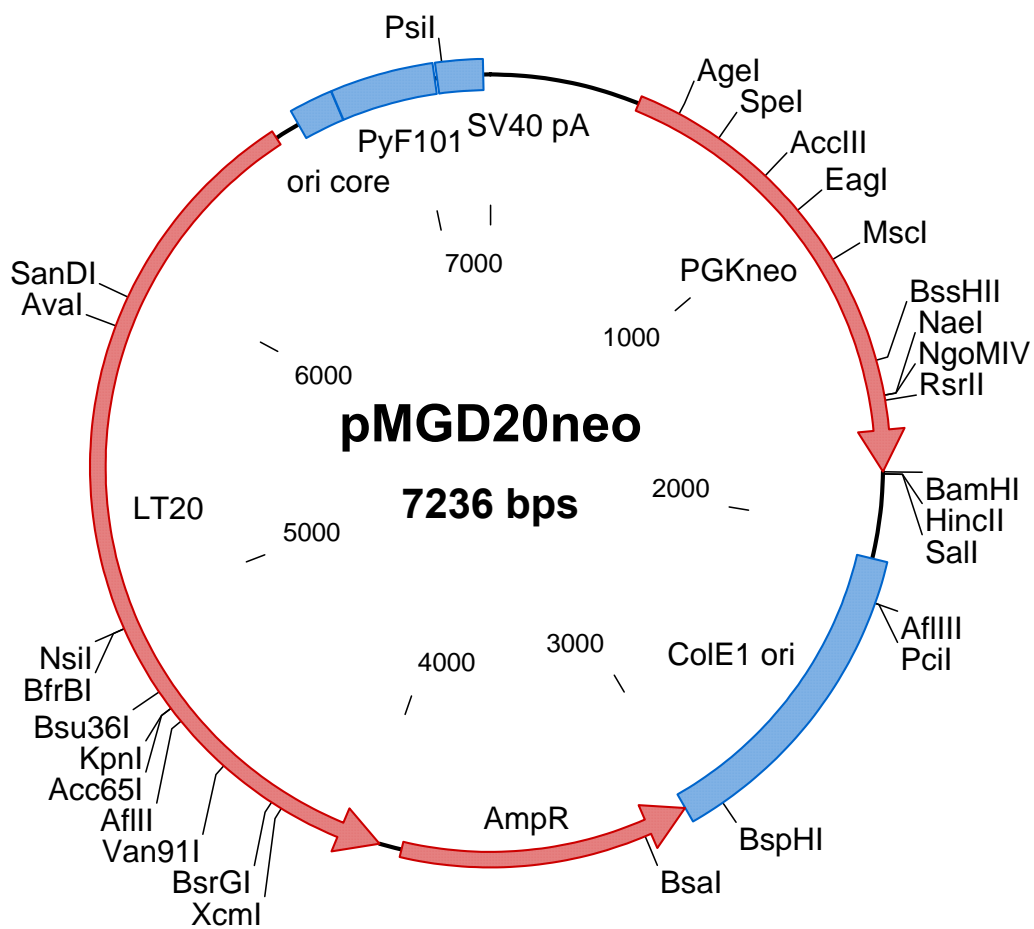 PsiI
AgeI
SpeI
SV40 pA
PyF101
AccIII
ori core
EagI
MscI
SanDI
7000
PGKneo
AvaI
BssHII
NaeI
1000
NgoMIV
6000
RsrII
pMGD20neo
BamHI
2000
7236 bps
LT20
HincII
5000
SalI
AflIII
3000
ColE1 ori
PciI
NsiI
4000
BfrBI
Bsu36I
KpnI
Acc65I
AflII
AmpR
BspHI
Van91I
BsrGI
BsaI
XcmI